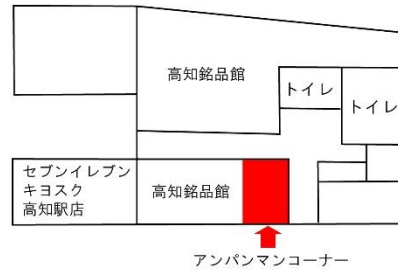 高知銘品館
トイレ
トイレ
セブンイレブン
キヨスク
高知駅店
高知銘品館
アンパンマンコーナー